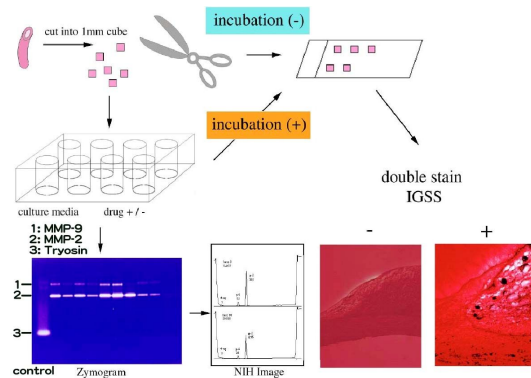 cut into 1mm cube
incubation (-)
incubation (+)
double stain
IGSS
culture media drug + / -
1: MMP-9
2: MMP-2
3: Tryosin
- +
1
2
3
control Zymogram NIH Image